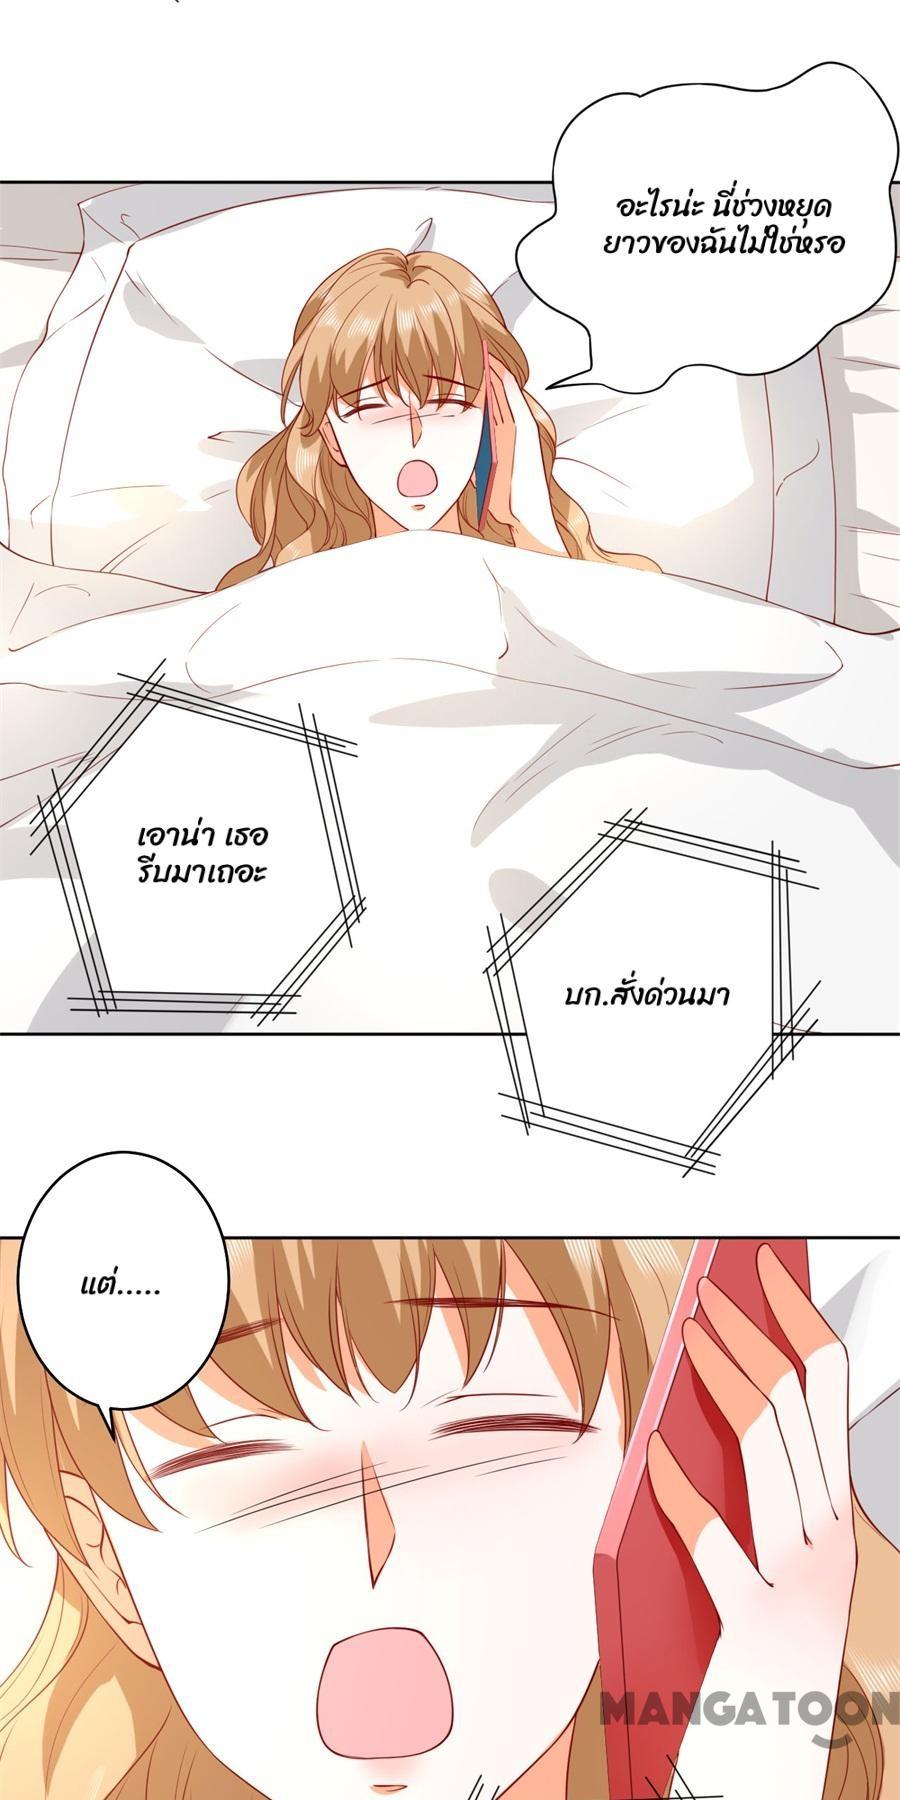 อะไรน่ะ นี่ช่วงหยุด
ยาวของฉันไม่ใช่หรอ
เอาน่า เธอ
รีบมาเถอะ
บก.สั่งด่วนมา
แต่.....
MANGATOON